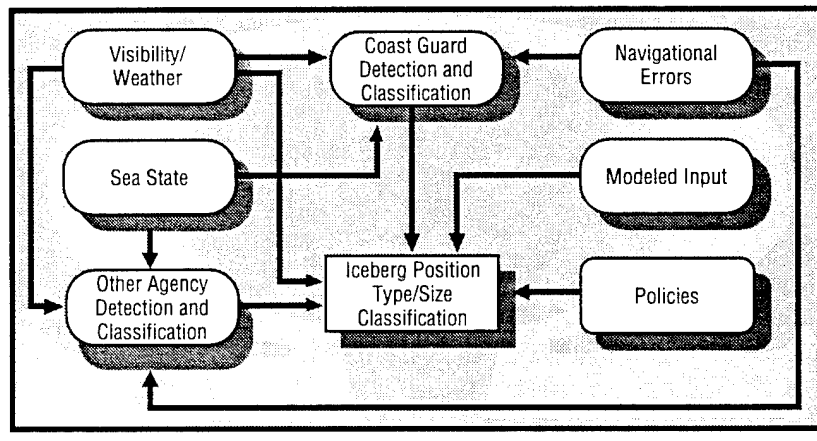 Visibility/
Weather
Coast Guard
Detection and
Classification
Navigational
Errors
Sea State
Modeled Input
Other Agency
Detection and
Classification
Iceberg Position
Type/Size
Classification
Policies